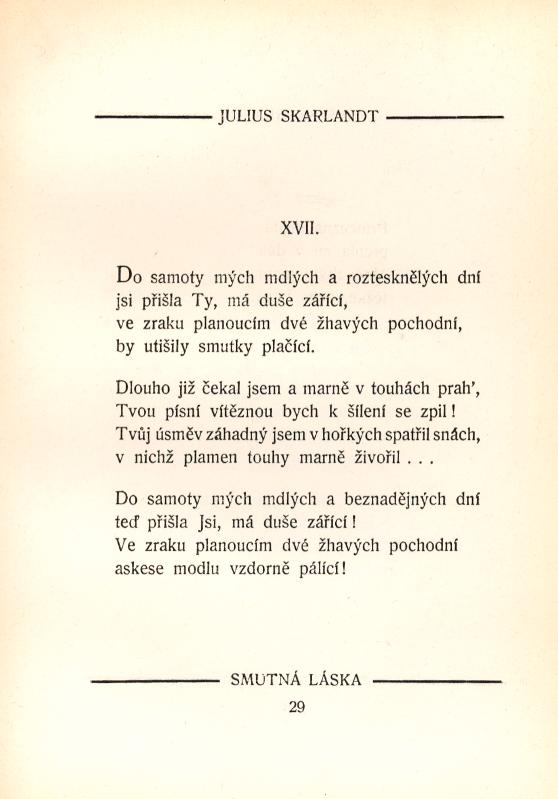 JULIUS SKARLANDT
XVII.
Do samoty mých mdlých a roztesknělých dní
jsi přišla Ty, má duše zářící,
ve zraku planoucím dvé žhavých pochodní,
by utišily smutky plačící.
Dlouho již čekal jsem a marně v touhách prah',
Tvou písní vítěznou bych k šílení se zpil!
Tvůj úsměv záhadný jsem v hořkých spatřil snách,
v nichž plamen touhy marně živořil . . .
Do samoty mých mdlých a beznadějných dní
teď přišla Jsi, má duše zářící!
Ve zraku planoucím dvé žhavých pochodní
askese modlu vzdorně pálící!
SMUTNÁ LÁSKA
29